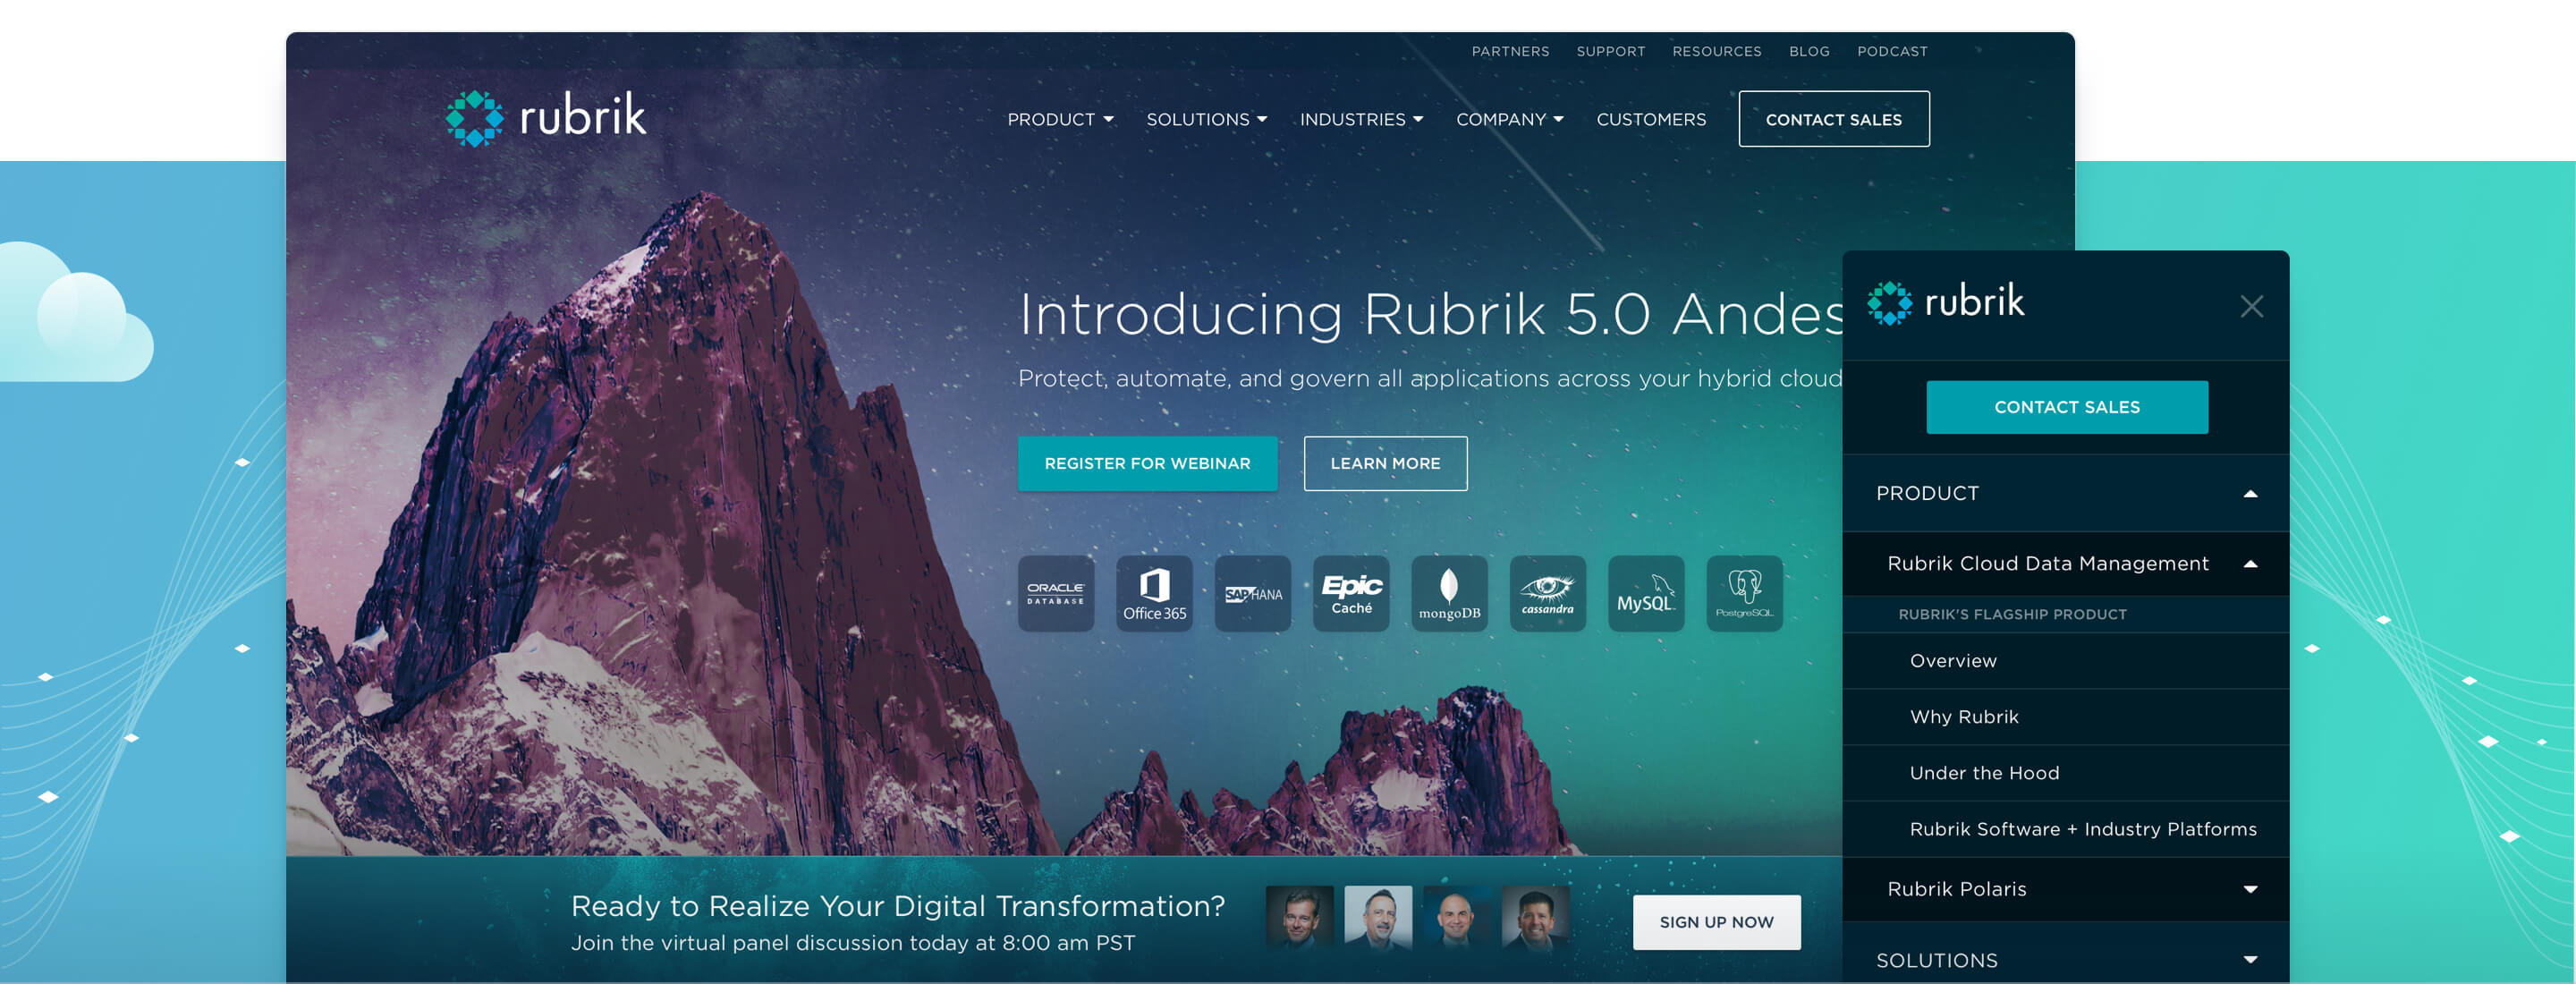 PARTNERS SUPPORT RESOURCES BLOG PODCAST
rubrik
PRODUCT SOLUTIONS INDUSTRIES COMPANY CUSTOMERS CONTACT SALES
Introducing Rubrik 5.0 Andes
Protect, automate, and govern all applications across your hybrid cloud
REGISTER FOR WEBINAR LEARN MORE
ORACLE
DATABASE
Office 365
SAP HANA
Epic
Caché
mongoDB
cassandra
MySQL
PostgreSQL
Ready to Realize Your Digital Transformation?
Join the virtual panel discussion today at 8:00 am PST
SIGN UP NOW
rubrik
CONTACT SALES
PRODUCT
Rubrik Cloud Data Management
RUBRIK'S FLAGSHIP PRODUCT
Overview
Why Rubrik
Under the Hood
Rubrik Software + Industry Platforms
Rubrik Polaris
SOLUTIONS